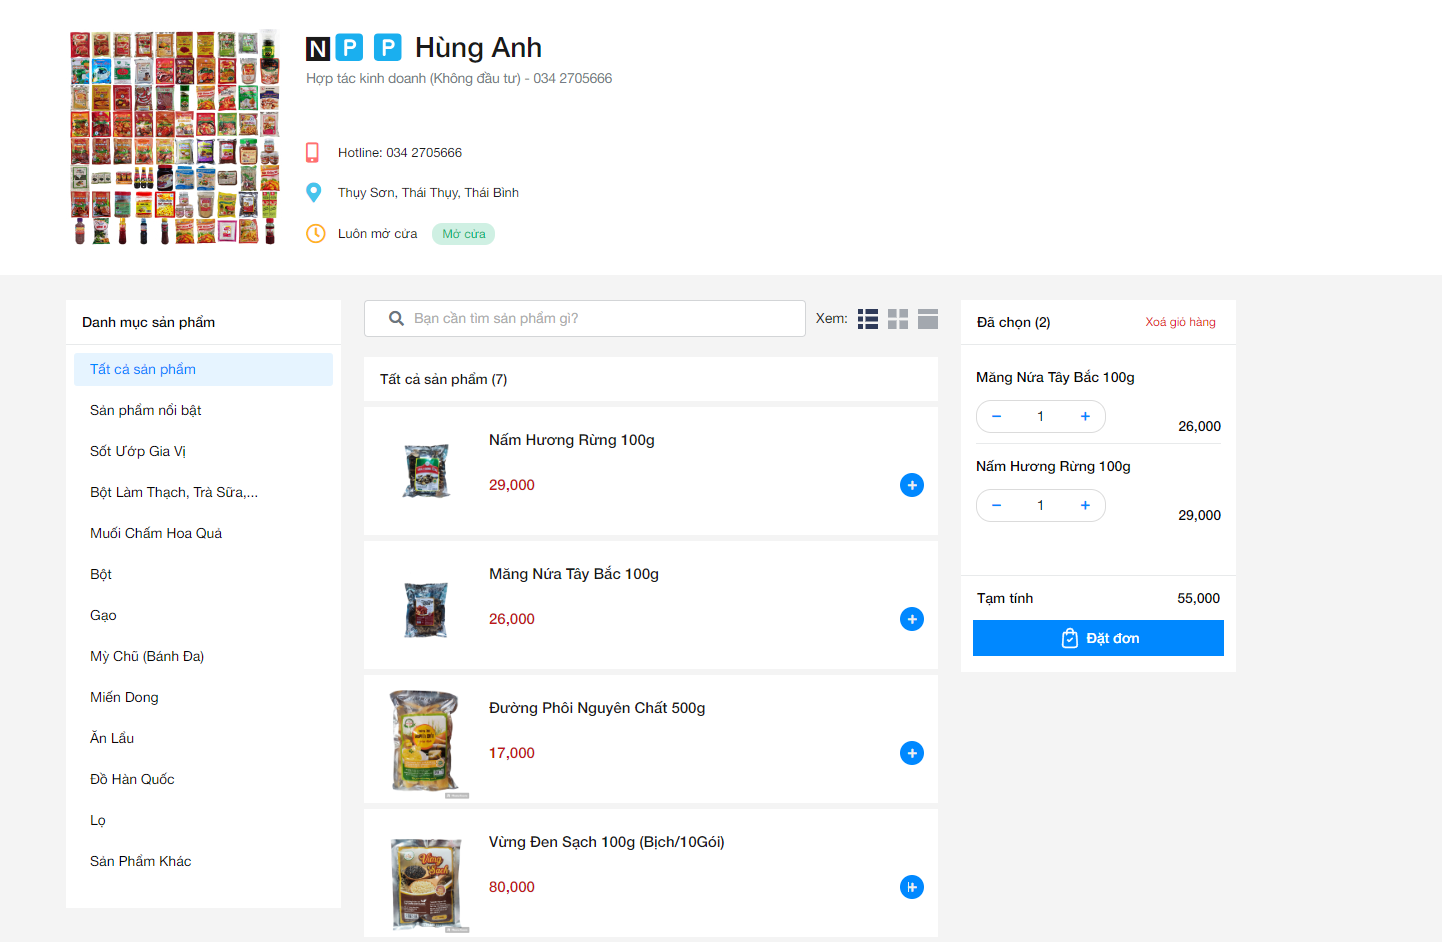 NPP Hùng Anh
Hợp tác kinh doanh (Không đầu tư) - 034 2705666
Hotline: 034 2705666
Thụy Sơn, Thái Thụy, Thái Bình
Luôn mở cửa
Mở cửa
Danh mục sản phẩm
Tất cả sản phẩm
Sản phẩm nổi bật
Sốt Ướp Gia Vị
Bột Làm Thạch, Trà Sữa,...
Muối Chấm Hoa Quả
Bột
Gạo
Mỳ Chũ (Bánh Đa)
Miến Dong
Ăn Lẩu
Đồ Hàn Quốc
Lọ
Sản Phẩm Khác
Bạn cần tìm sản phẩm gì?
Xem:
Tất cả sản phẩm (7)
Nấm Hương Rừng 100g
29,000
Măng Nứa Tây Bắc 100g
26,000
Đường Phôi Nguyên Chất 500g
17,000
Vừng Đen Sạch 100g (Bịch/10Gói)
80,000
Vừng
Sạch
Đã chọn (2)
Xoá giỏ hàng
Măng Nứa Tây Bắc 100g
1
26,000
Nấm Hương Rừng 100g
1
29,000
Tạm tính
55,000
Đặt đơn